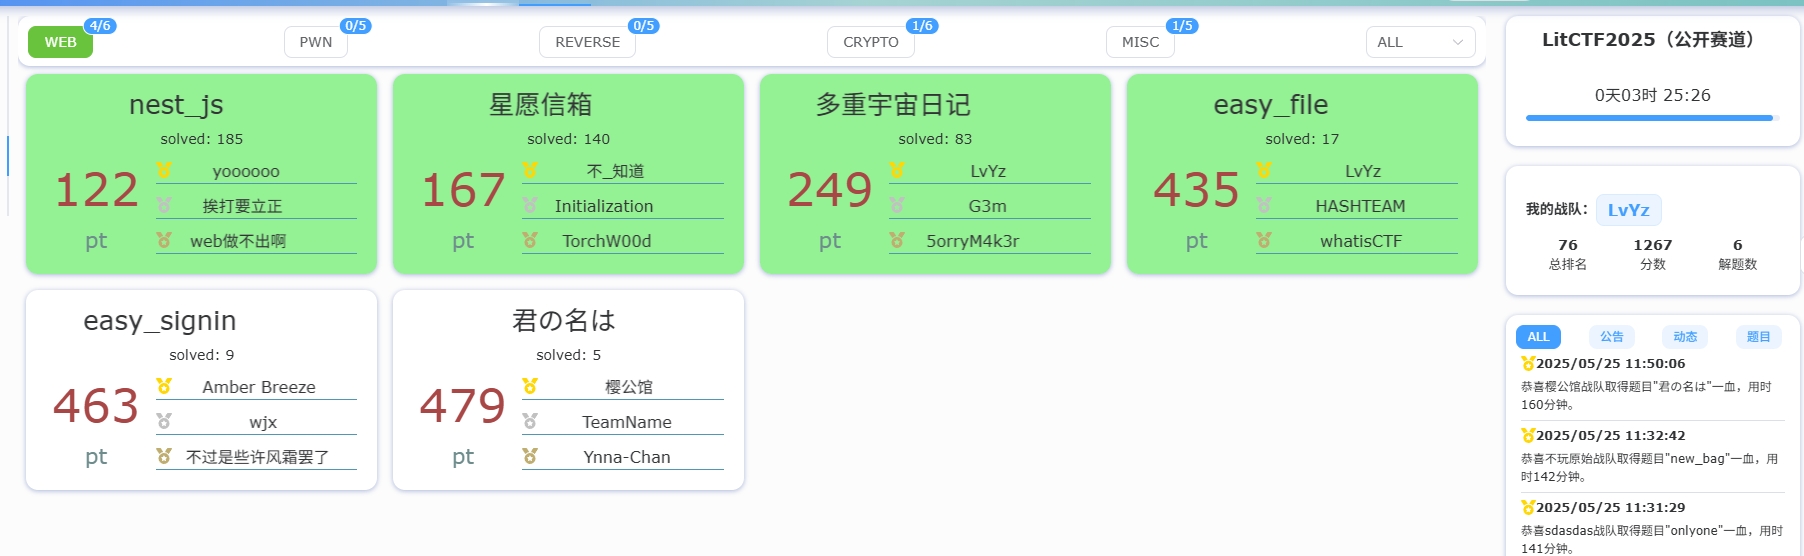 WEB 4/6 PWN 0/5 REVERSE 0/5 CRYPTO 1/6 MISC 1/5 ALL
nest_js
solved: 185
122 pt
yoooooo
挨打要立正
web做不出啊
星愿信箱
solved: 140
167 pt
不_知道
Initialization
TorchW00d
多重宇宙日记
solved: 83
249 pt
LvYz
G3m
5orryM4k3r
easy_file
solved: 17
435 pt
LvYz
HASHTEAM
whatisCTF
easy_signin
solved: 9
463 pt
Amber Breeze
wjx
不过是些许风霜罢了
君の名は
solved: 5
479 pt
樱公馆
TeamName
Ynna-Chan
LitCTF2025（公开赛道）
0天03时 25:26
我的战队： LvYz
76 1267 6
总排名 分数 解题数
ALL 公告 动态 题目
2025/05/25 11:50:06
恭喜樱公馆战队取得题目"君の名は"一血，用时
160分钟。
2025/05/25 11:32:42
恭喜不玩原始战队取得题目"new_bag"一血，用
时142分钟。
2025/05/25 11:31:29
恭喜sdasdas战队取得题目"onlyone"一血，用时
141分钟。